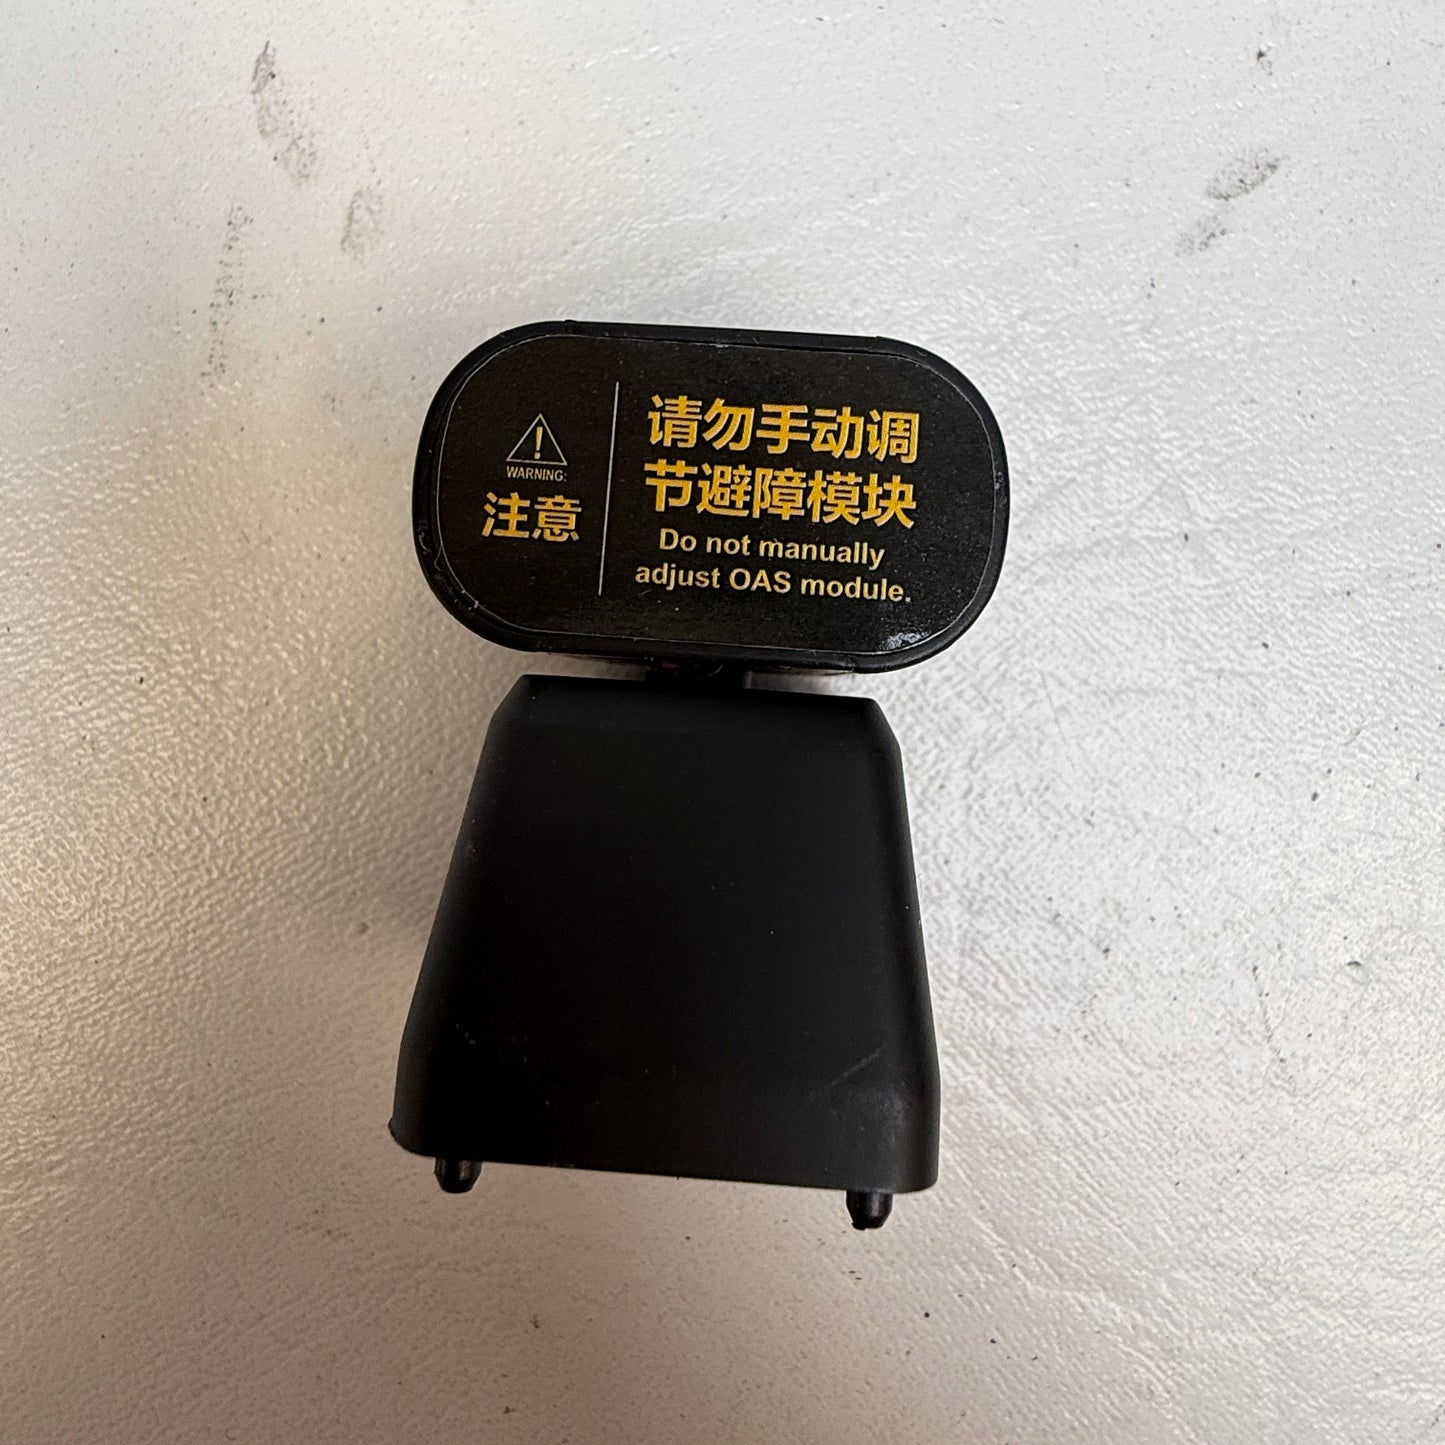 WARNING:
注意
请勿手动调
节避障模块
Do not manually
adjust OAS module.